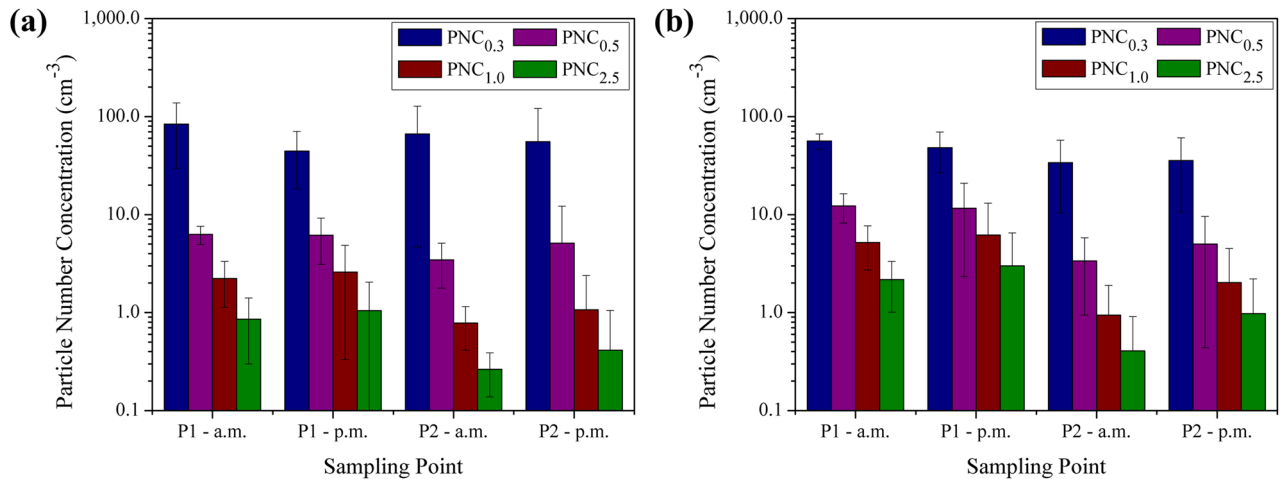 (a)
1,000.0
100.0
10.0
1.0
0.1
Particle Number Concentration (cm⁻³)
PNC₀.₃
PNC₀.₅
PNC₁.₀
PNC₂.₅
P1 - a.m.
P1 - p.m.
P2 - a.m.
P2 - p.m.
Sampling Point
(b)
1,000.0
100.0
10.0
1.0
0.1
Particle Number Concentration (cm⁻³)
PNC₀.₃
PNC₀.₅
PNC₁.₀
PNC₂.₅
P1 - a.m.
P1 - p.m.
P2 - a.m.
P2 - p.m.
Sampling Point